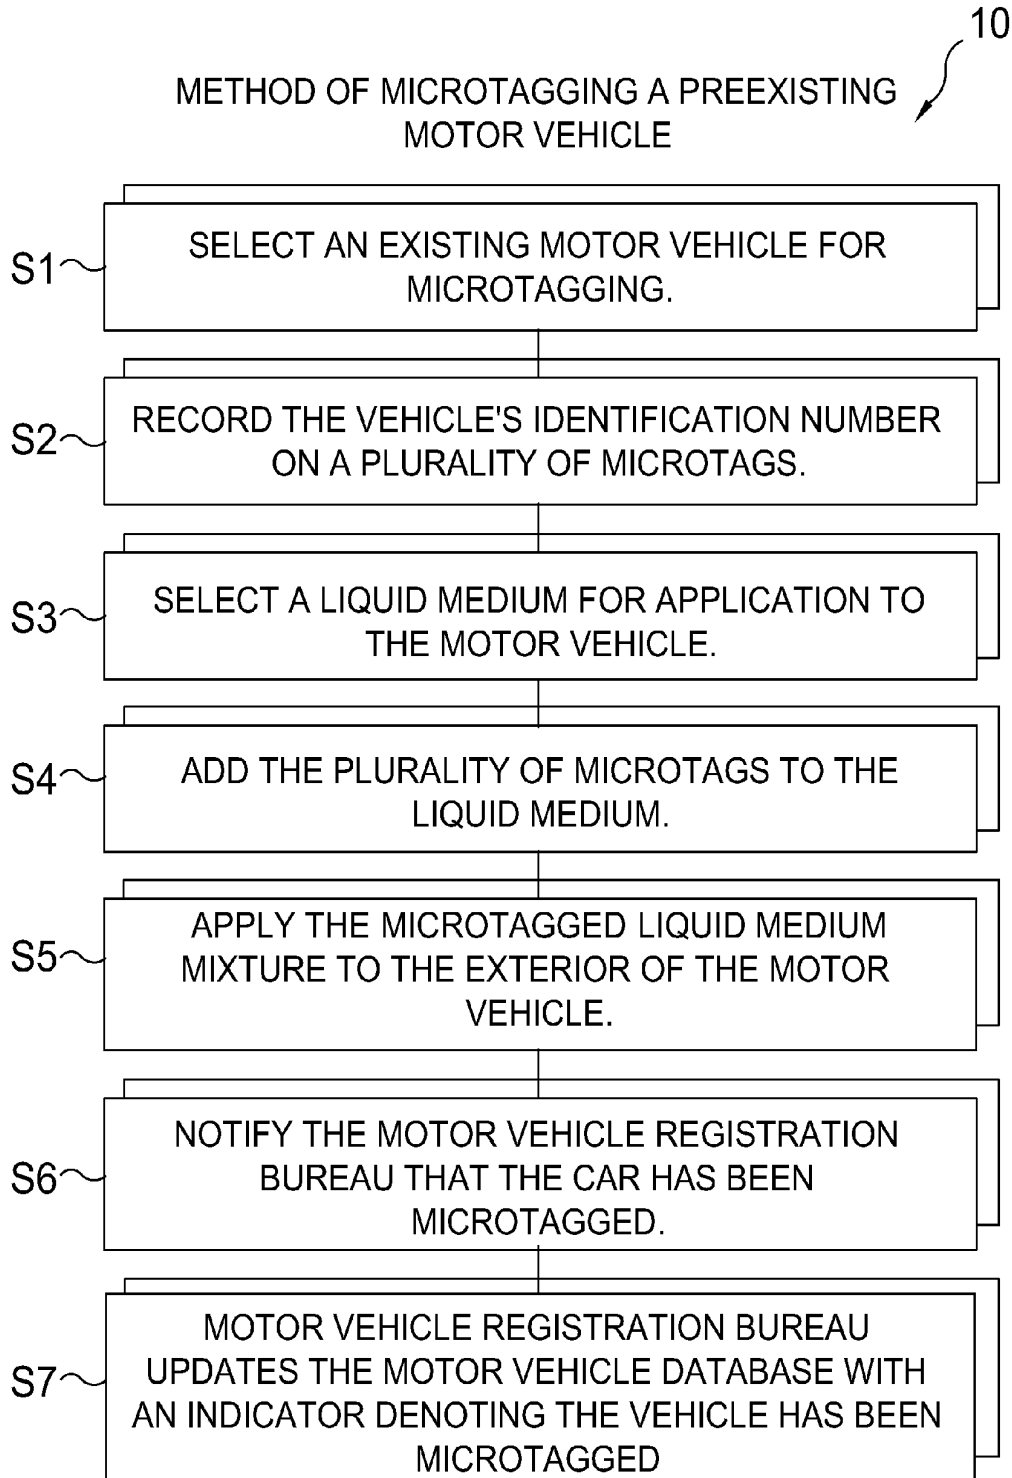 10
METHOD OF MICROTAGGING A PREEXISTING
MOTOR VEHICLE
S1
SELECT AN EXISTING MOTOR VEHICLE FOR
MICROTAGGING.
S2
RECORD THE VEHICLE'S IDENTIFICATION NUMBER
ON A PLURALITY OF MICROTAGS.
S3
SELECT A LIQUID MEDIUM FOR APPLICATION TO
THE MOTOR VEHICLE.
S4
ADD THE PLURALITY OF MICROTAGS TO THE
LIQUID MEDIUM.
S5
APPLY THE MICROTAGGED LIQUID MEDIUM
MIXTURE TO THE EXTERIOR OF THE MOTOR
VEHICLE.
S6
NOTIFY THE MOTOR VEHICLE REGISTRATION
BUREAU THAT THE CAR HAS BEEN
MICROTAGGED.
S7
MOTOR VEHICLE REGISTRATION BUREAU
UPDATES THE MOTOR VEHICLE DATABASE WITH
AN INDICATOR DENOTING THE VEHICLE HAS BEEN
MICROTAGGED